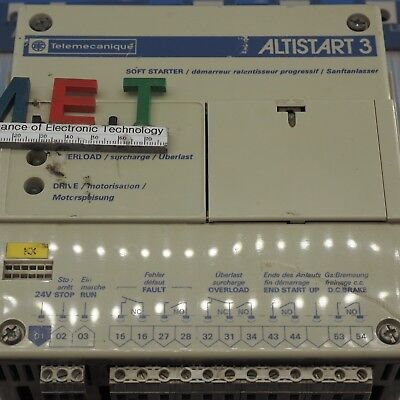 Telemecanique
ALTISTART 3
SOFT STARTER / démarreur ralentisseur progressif / Sanftanlasser
A.E.T
ance of Electronic Technology
OVERLOAD / surcharge / Überlast
DRIVE / motorisation /
Motorspeisung
Fehler Überlast Ende des Anlaufs Gs:Bremsung
défaut surcharge fin démarrage freinage c.c.
24V STOP RUN FAULT OVERLOAD END START UP D.C.BRAKE
NC NO NC NO NO
01 02 03 15 16 27 28 32 31 34 43 44 53 54